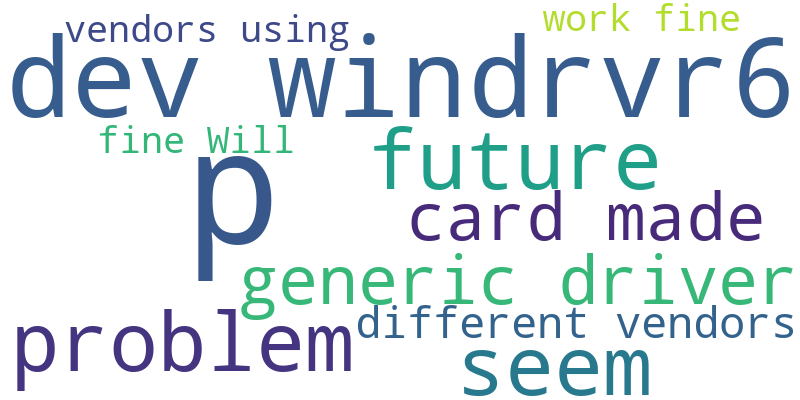 vendors using
work fine
dev windrvr6
fine Will
future
p
card made
generic driver
different vendors
problem
seem